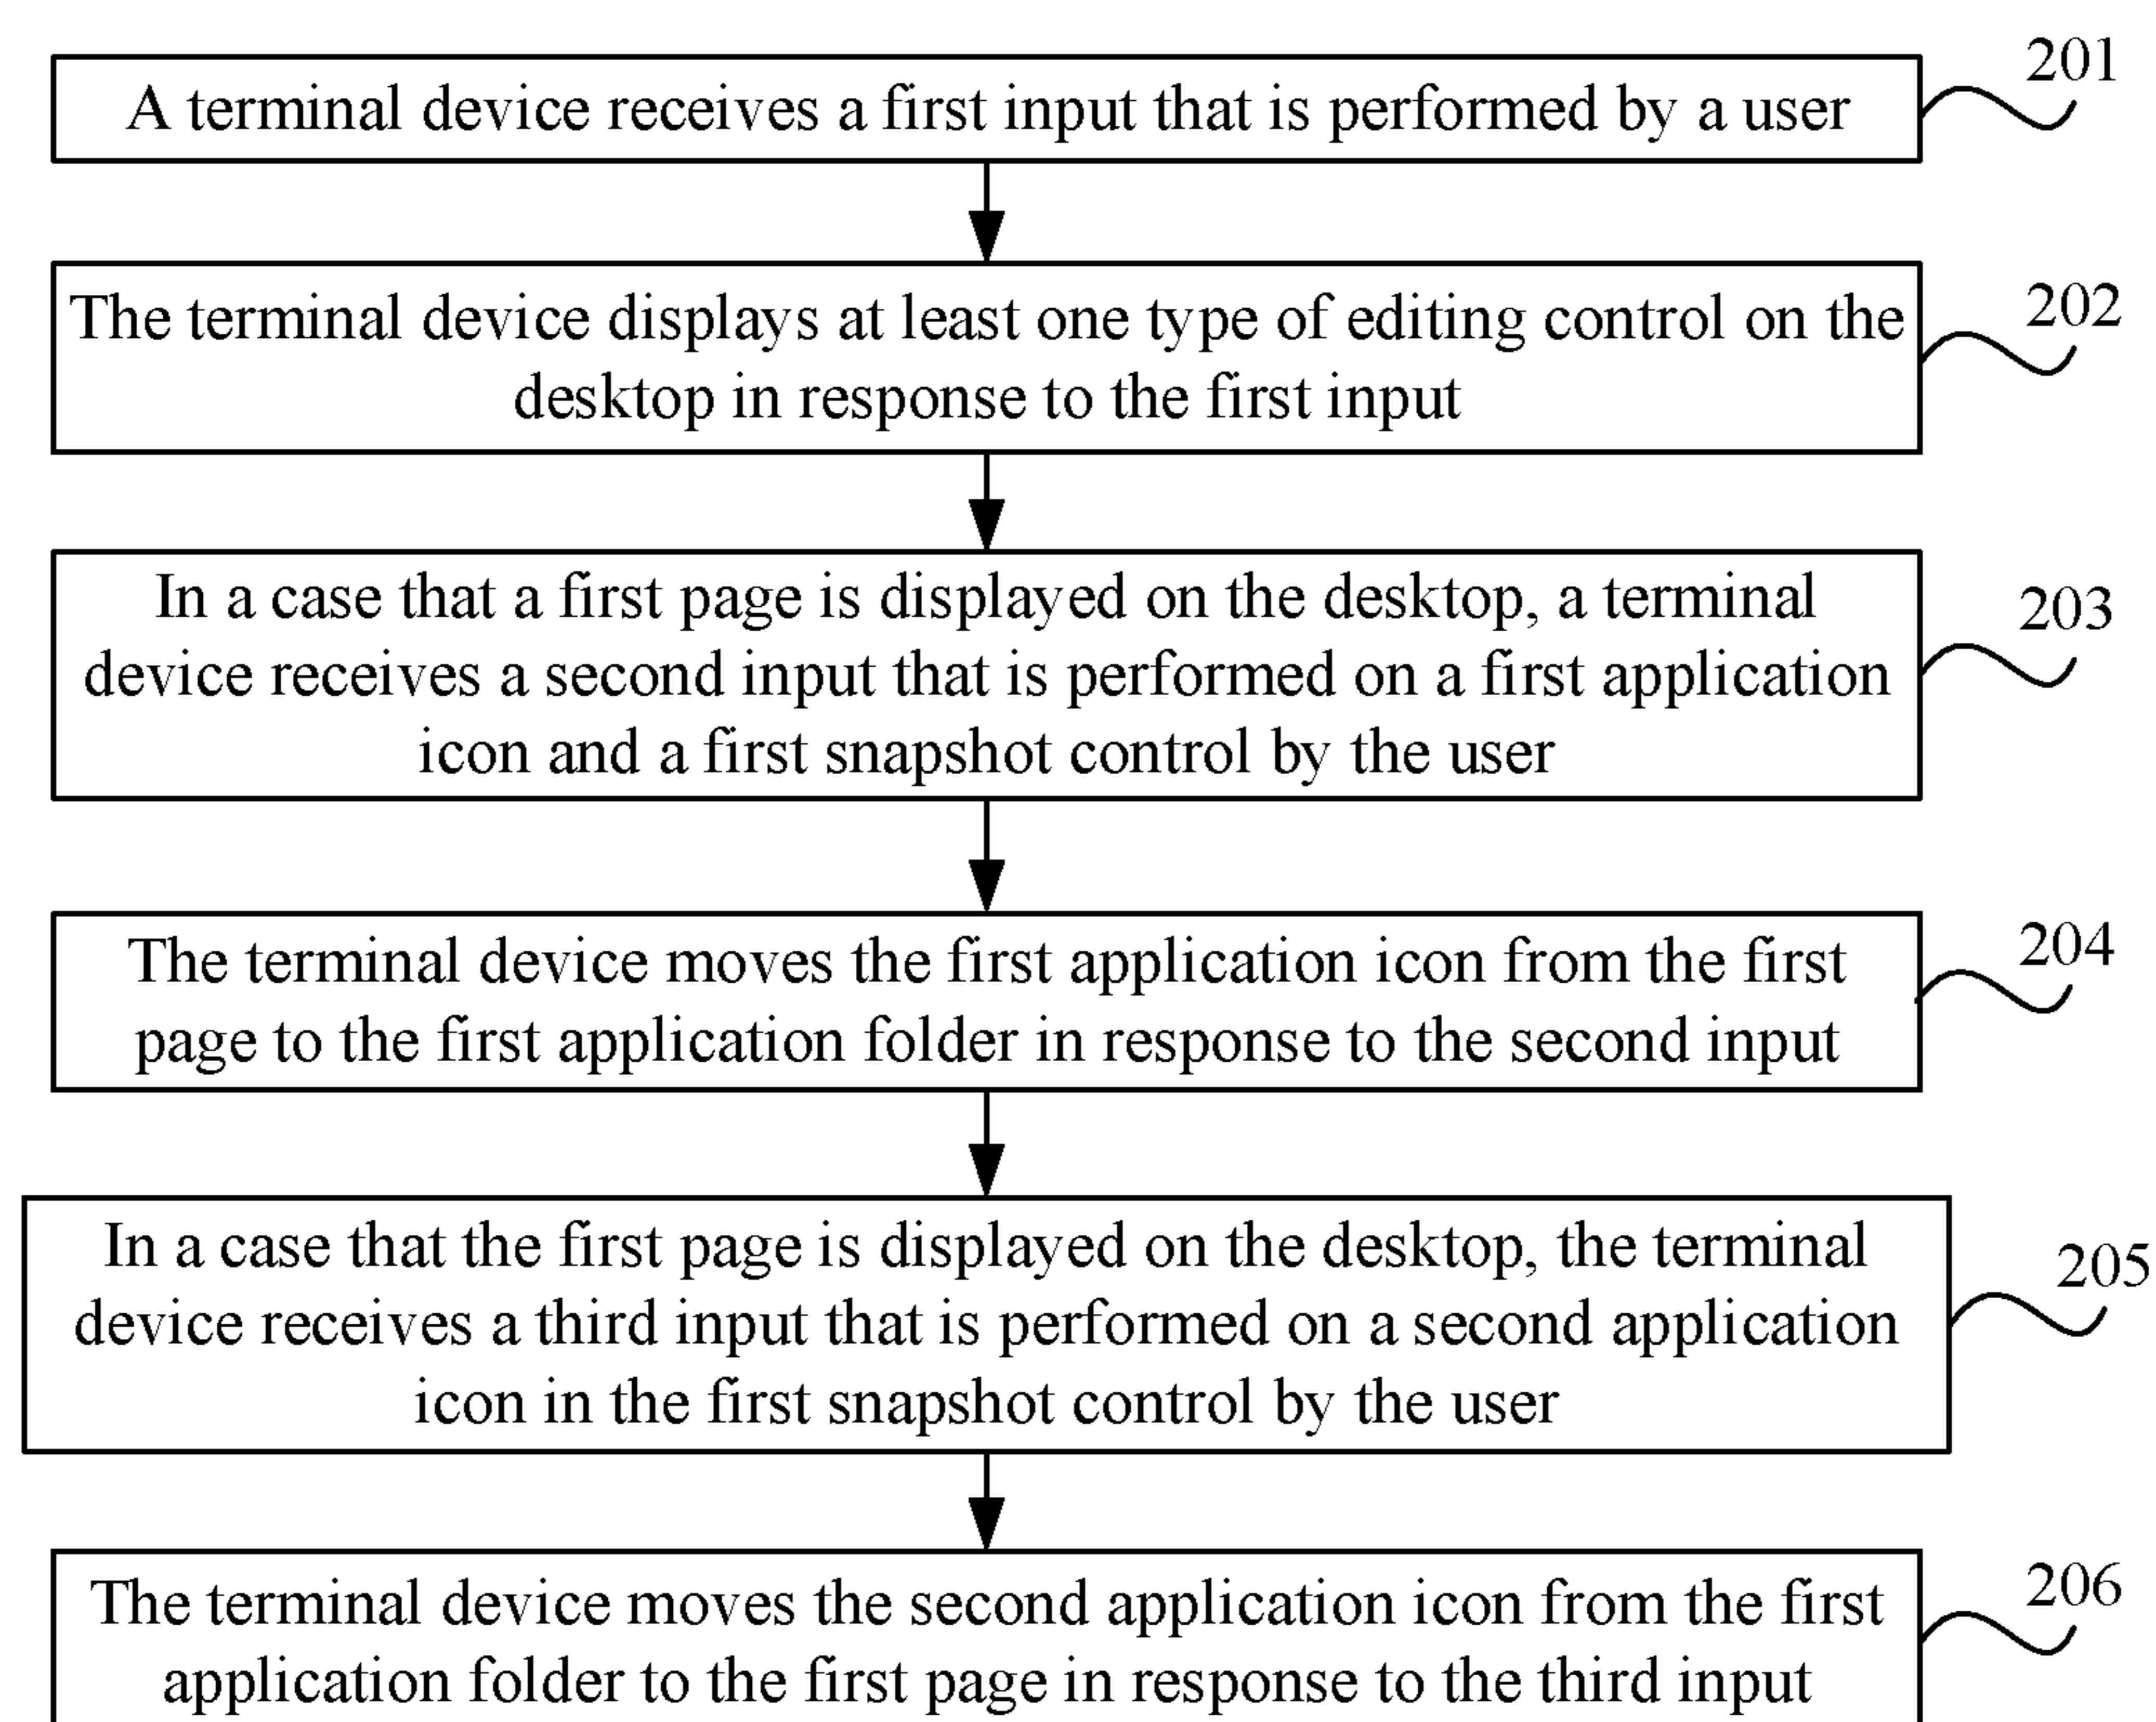 A terminal device receives a first input that is performed by a user
201
The terminal device displays at least one type of editing control on the
desktop in response to the first input
202
In a case that a first page is displayed on the desktop, a terminal
device receives a second input that is performed on a first application
icon and a first snapshot control by the user
203
The terminal device moves the first application icon from the first
page to the first application folder in response to the second input
204
In a case that the first page is displayed on the desktop, the terminal
device receives a third input that is performed on a second application
icon in the first snapshot control by the user
205
The terminal device moves the second application icon from the first
application folder to the first page in response to the third input
206